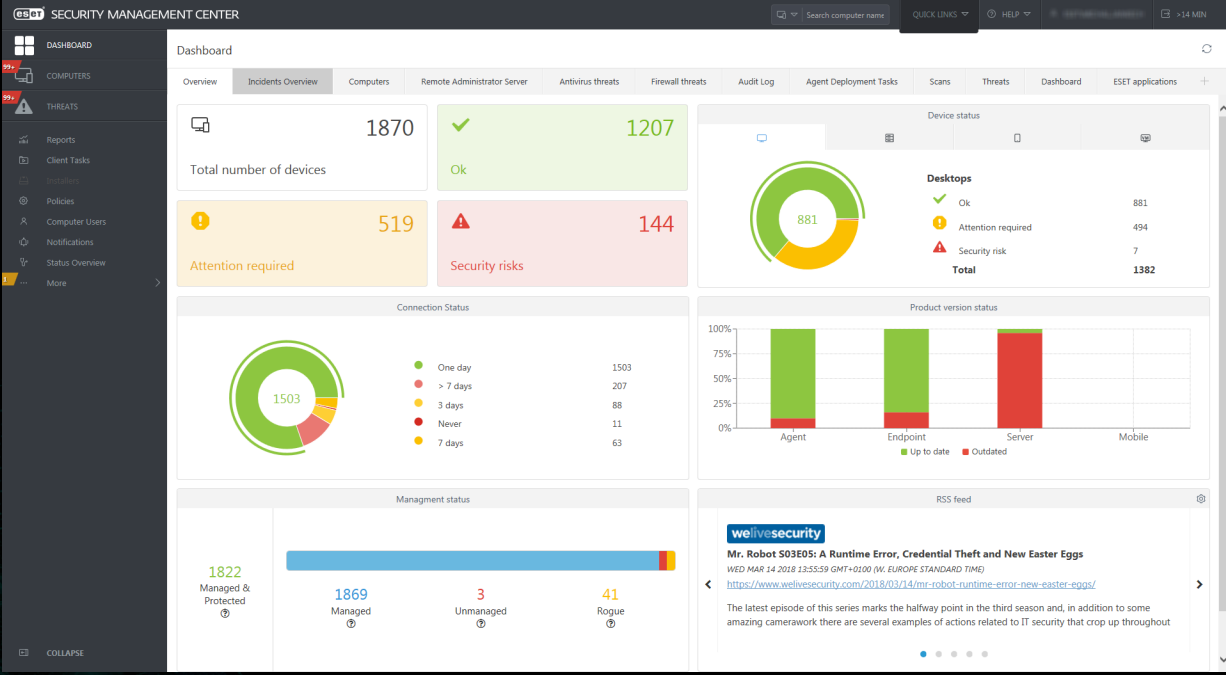 eset SECURITY MANAGEMENT CENTER
Search computer name
QUICK LINKS
HELP
>14 MIN
DASHBOARD
99+
COMPUTERS
99+
THREATS
Reports
Client Tasks
Installers
Policies
Computer Users
Notifications
Status Overview
More
COLLAPSE
Dashboard
Overview Incidents Overview Computers Remote Administrator Server Antivirus threats Firewall threats Audit Log Agent Deployment Tasks Scans Threats Dashboard ESET applications
1870
Total number of devices
1207
Ok
519
Attention required
144
Security risks
Device status
881
Desktops
Ok 881
Attention required 494
Security risk 7
Total 1382
Connection Status
1503
One day 1503
> 7 days 207
3 days 88
Never 11
7 days 63
Product version status
100%
75%
50%
25%
0%
Agent Endpoint Server Mobile
Up to date Outdated
Managment status
1822
Managed &
Protected
1869
Managed
3
Unmanaged
41
Rogue
RSS feed
welivesecurity
Mr. Robot S03E05: A Runtime Error, Credential Theft and New Easter Eggs
WED MAR 14 2018 13:55:59 GMT+0100 (W. EUROPE STANDARD TIME)
https://www.welivesecurity.com/2018/03/14/mr-robot-runtime-error-new-easter-eggs/
The latest episode of this series marks the halfway point in the third season and, in addition to some
amazing camerawork there are several examples of actions related to IT security that crop up throughout